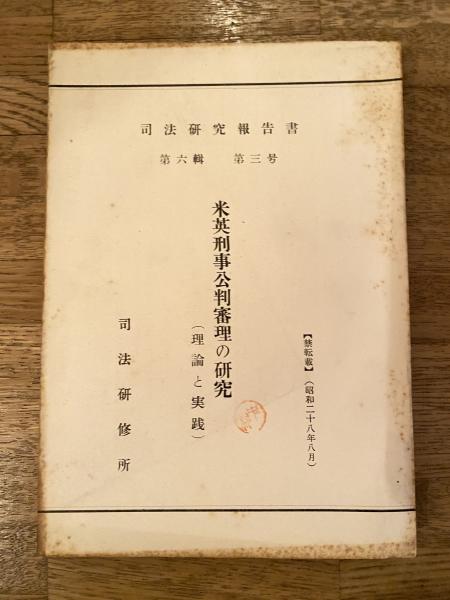 司法研究報告書
第六輯　第三号
【禁転載】（昭和二十八年八月）
米英刑事公判審理の研究
（理論と実践）
司法研修所